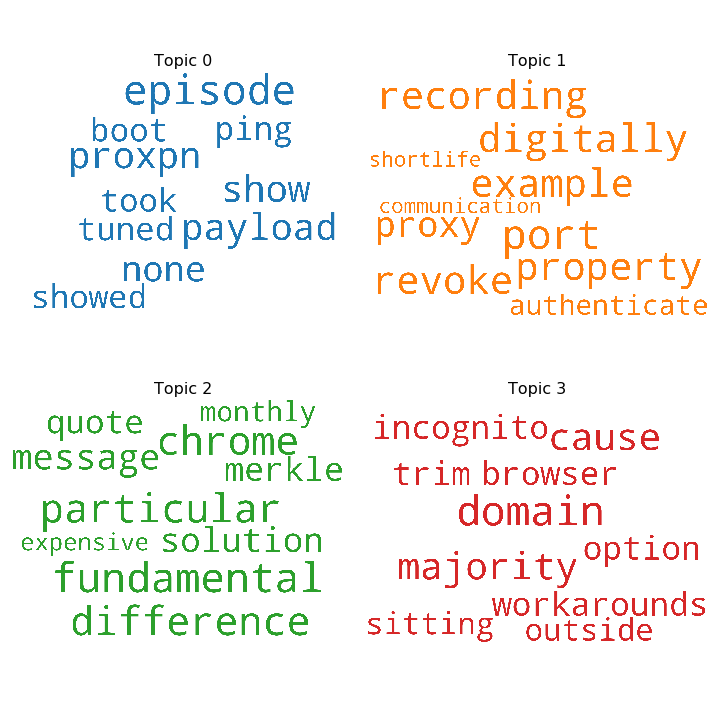 Topic 0
episode
boot ping
proxpn
took show
tuned payload
none
showed
Topic 1
recording
digitally
shortlife
example
communication
proxy port
revoke property
authenticate
Topic 2
monthly
quote
chrome
message
merkle
particular
expensive solution
fundamental
difference
Topic 3
incognito cause
trim browser
domain
option
majority
workarounds
sitting outside